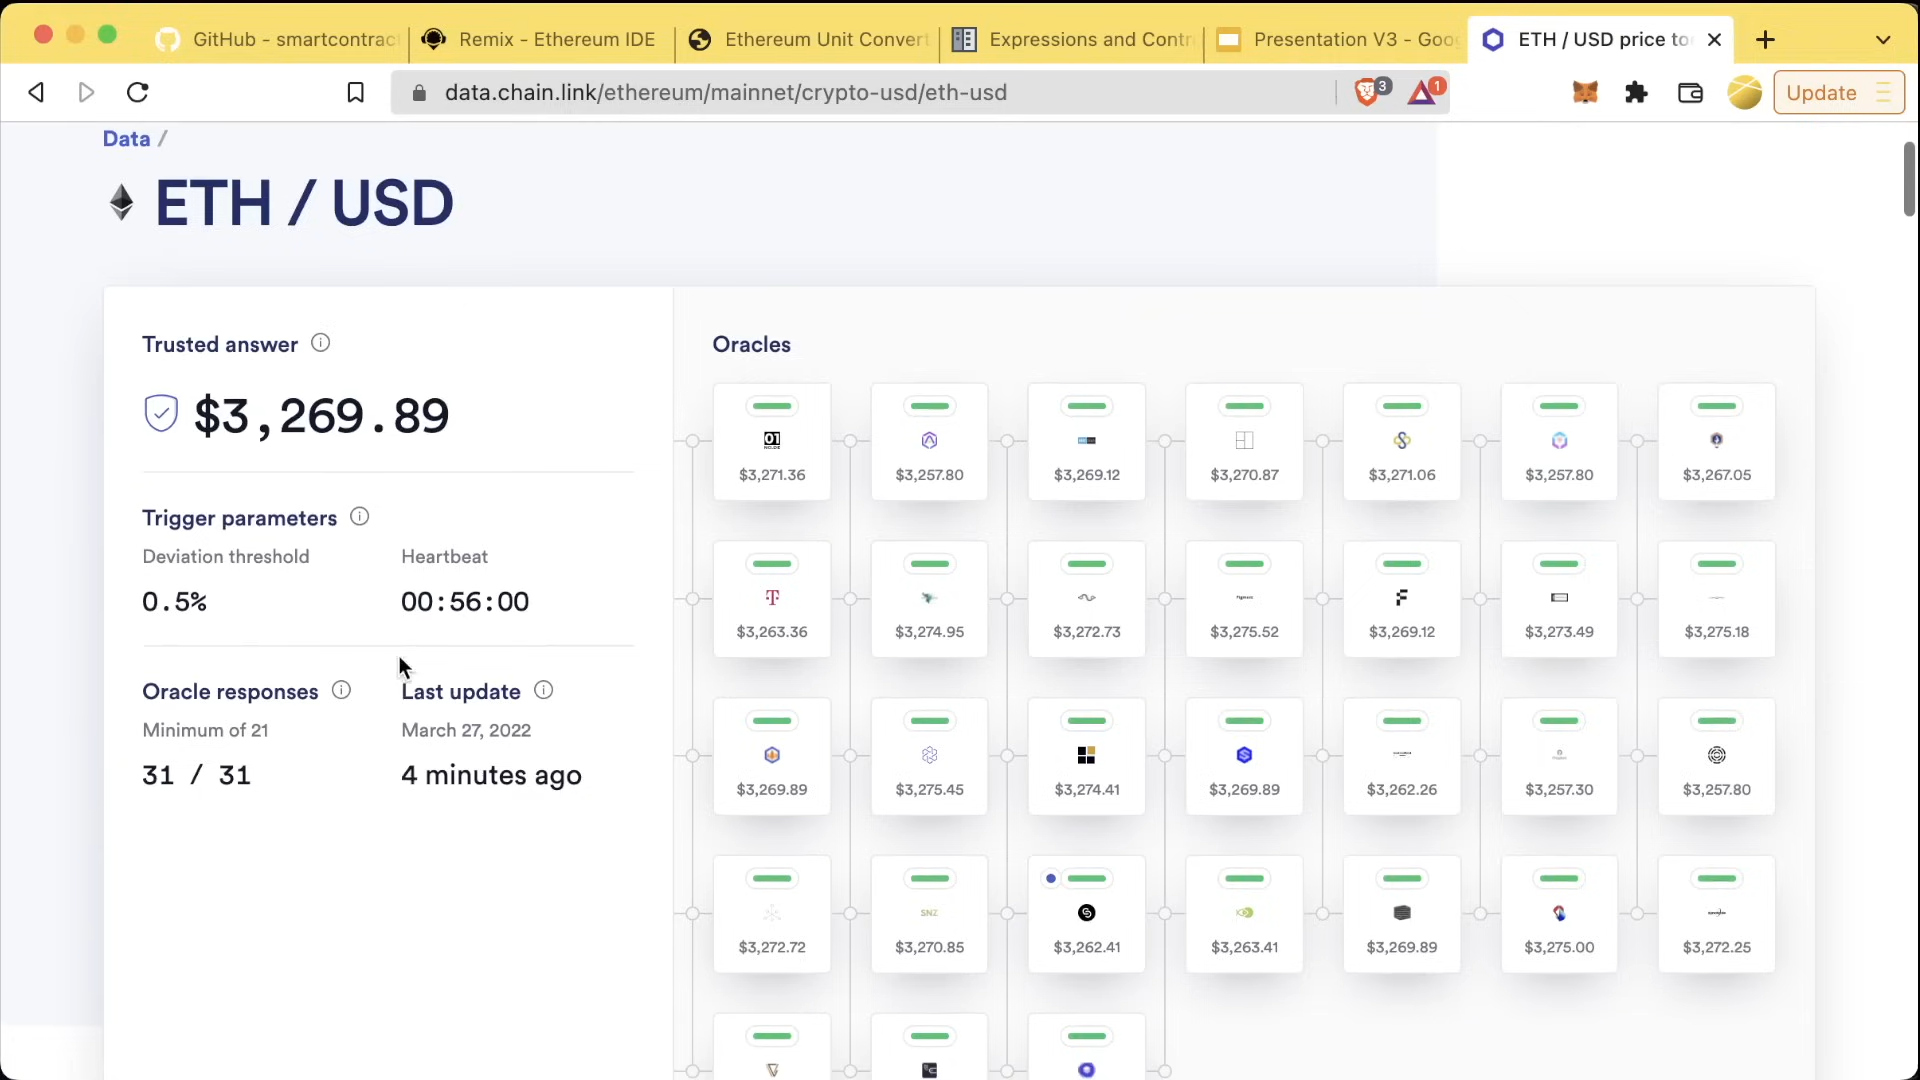 GitHub - smartcontrac
Remix - Ethereum IDE
Ethereum Unit Convert
Expressions and Contr
Presentation V3 - Goo
ETH / USD price to
data.chain.link/ethereum/mainnet/crypto-usd/eth-usd
3
1
Update
Data /
ETH / USD
Trusted answer
$3,269.89
Trigger parameters
Deviation threshold
Heartbeat
0.5%
00:56:00
Oracle responses
Last update
Minimum of 21
March 27, 2022
31 / 31
4 minutes ago
Oracles
01
$3,271.36
$3,257.80
$3,269.12
$3,270.87
$3,271.06
$3,257.80
$3,267.05
T
$3,263.36
$3,274.95
$3,272.73
$3,275.52
$3,269.12
$3,273.49
$3,275.18
$3,269.89
$3,275.45
$3,274.41
$3,269.89
$3,262.26
$3,257.30
$3,257.80
$3,272.72
SNZ
$3,270.85
$3,262.41
$3,263.41
$3,269.89
$3,275.00
$3,272.25